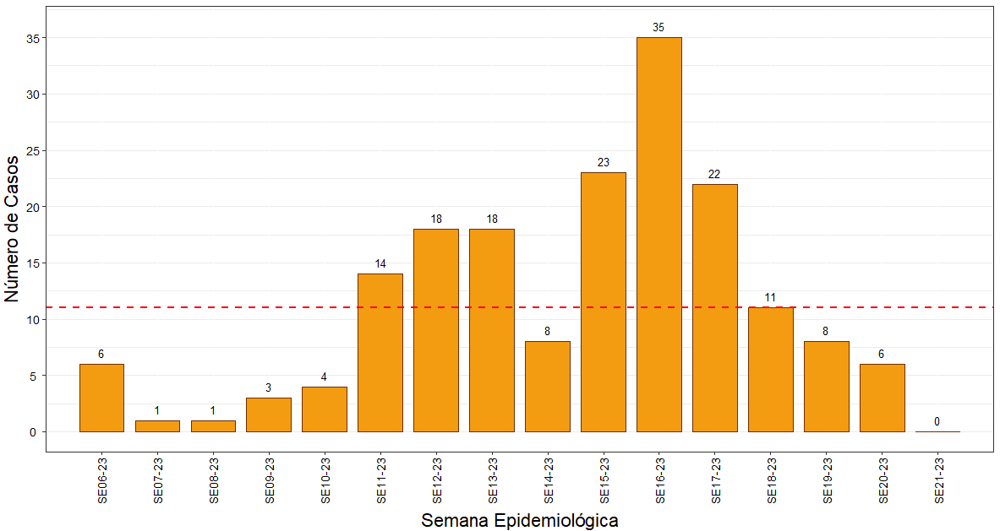 Número de Casos
35
30
25
20
15
10
5
0
6
1
1
3
4
14
18
18
8
23
35
22
11
8
6
0
SE06-23
SE07-23
SE08-23
SE09-23
SE10-23
SE11-23
SE12-23
SE13-23
SE14-23
SE15-23
SE16-23
SE17-23
SE18-23
SE19-23
SE20-23
SE21-23
Semana Epidemiológica